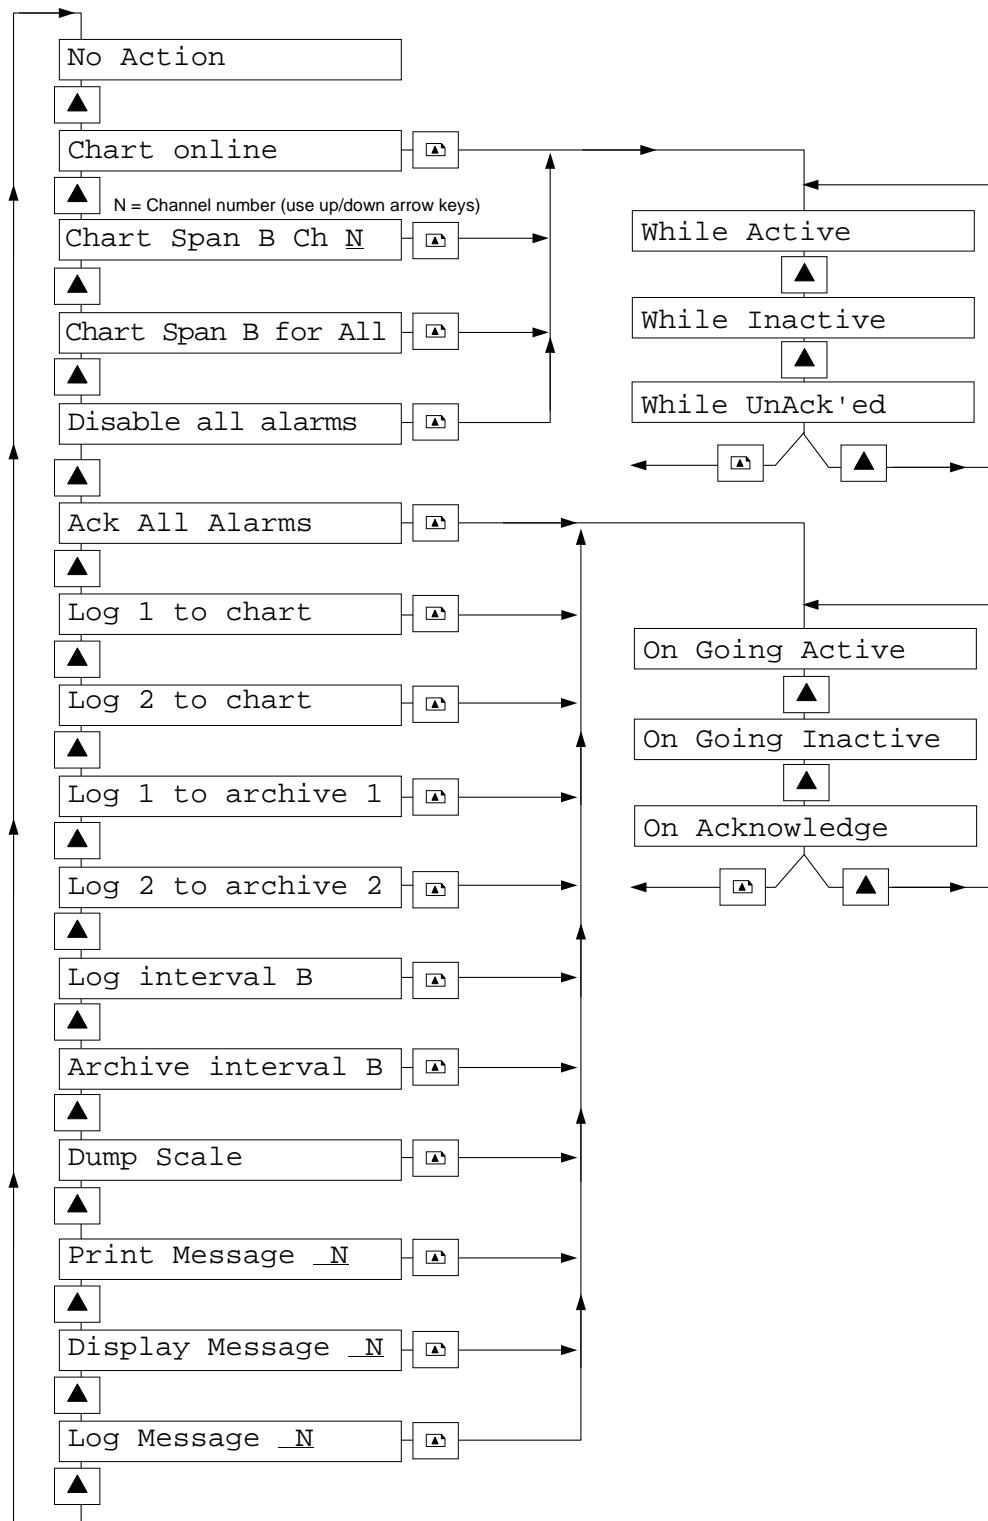 No Action
Chart online
N = Channel number (use up/down arrow keys)
Chart Span B Ch N
Chart Span B for All
Disable all alarms
Ack All Alarms
Log 1 to chart
Log 2 to chart
Log 1 to archive 1
Log 2 to archive 2
Log interval B
Archive interval B
Dump Scale
Print Message _N
Display Message _N
Log Message _N
While Active
While Inactive
While UnAck'ed
On Going Active
On Going Inactive
On Acknowledge